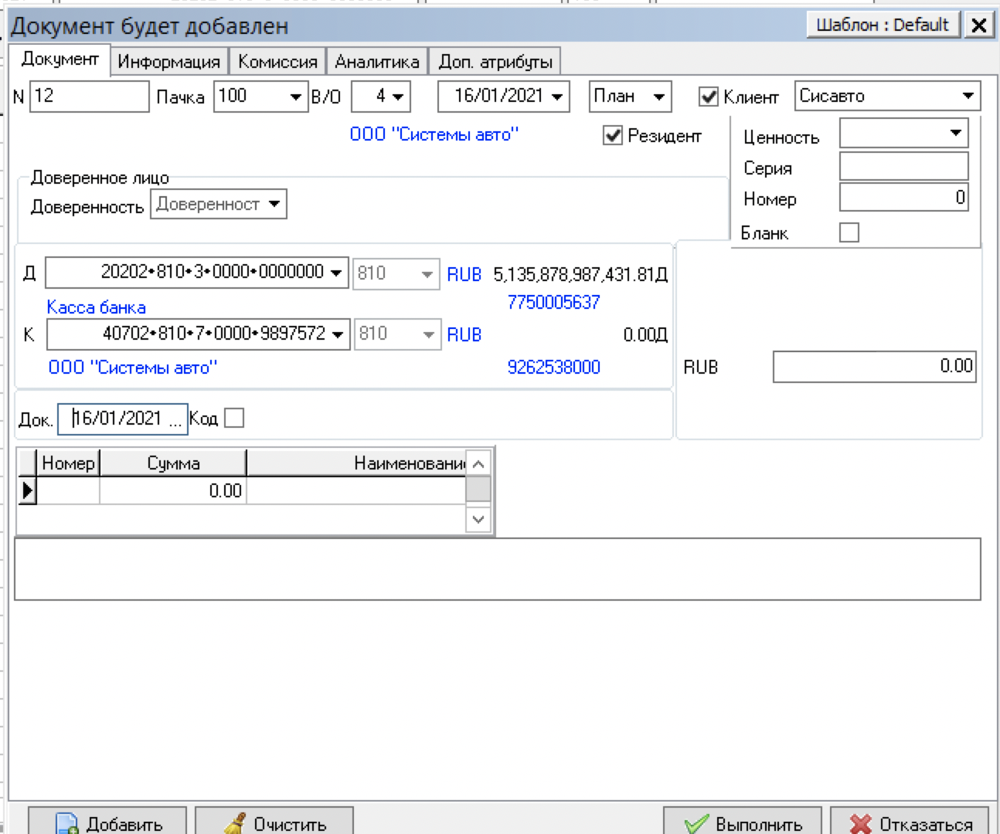 Документ будет добавлен
Шаблон : Default
Документ Информация Комиссия Аналитика Доп. атрибуты
N 12 Пачка 100 В/О 4 16/01/2021 План Клиент Сисавто
ООО "Системы авто" Резидент
Ценность
Серия
Номер 0
Бланк
Доверенное лицо
Доверенность Доверенност
Д 20202•810•3•0000•0000000 810 RUB 5,135,878,987,431.81Д
Касса банка 7750005637
К 40702•810•7•0000•9897572 810 RUB 0.00Д
ООО "Системы авто" 9262538000
RUB 0.00
Док. 16/01/2021 ... Код
Номер Сумма Наименовани
0.00
Добавить Очистить Выполнить Отказаться